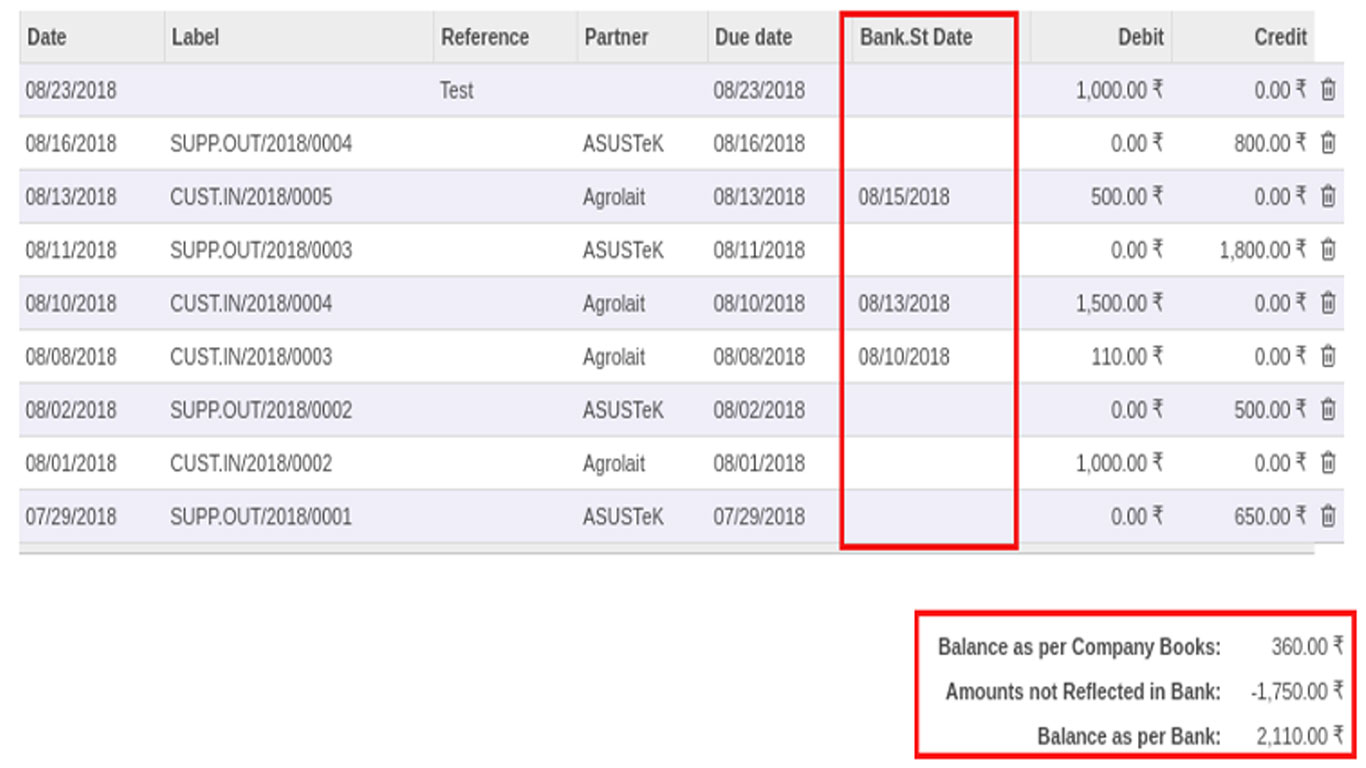 Date Label Reference Partner Due date Bank.St Date Debit Credit
08/23/2018 Test 08/23/2018 1,000.00 ₹ 0.00 ₹
08/16/2018 SUPP.OUT/2018/0004 ASUSTeK 08/16/2018 0.00 ₹ 800.00 ₹
08/13/2018 CUST.IN/2018/0005 Agrolait 08/13/2018 08/15/2018 500.00 ₹ 0.00 ₹
08/11/2018 SUPP.OUT/2018/0003 ASUSTeK 08/11/2018 0.00 ₹ 1,800.00 ₹
08/10/2018 CUST.IN/2018/0004 Agrolait 08/10/2018 08/13/2018 1,500.00 ₹ 0.00 ₹
08/08/2018 CUST.IN/2018/0003 Agrolait 08/08/2018 08/10/2018 110.00 ₹ 0.00 ₹
08/02/2018 SUPP.OUT/2018/0002 ASUSTeK 08/02/2018 0.00 ₹ 500.00 ₹
08/01/2018 CUST.IN/2018/0002 Agrolait 08/01/2018 1,000.00 ₹ 0.00 ₹
07/29/2018 SUPP.OUT/2018/0001 ASUSTeK 07/29/2018 0.00 ₹ 650.00 ₹
Balance as per Company Books: 360.00 ₹
Amounts not Reflected in Bank: -1,750.00 ₹
Balance as per Bank: 2,110.00 ₹